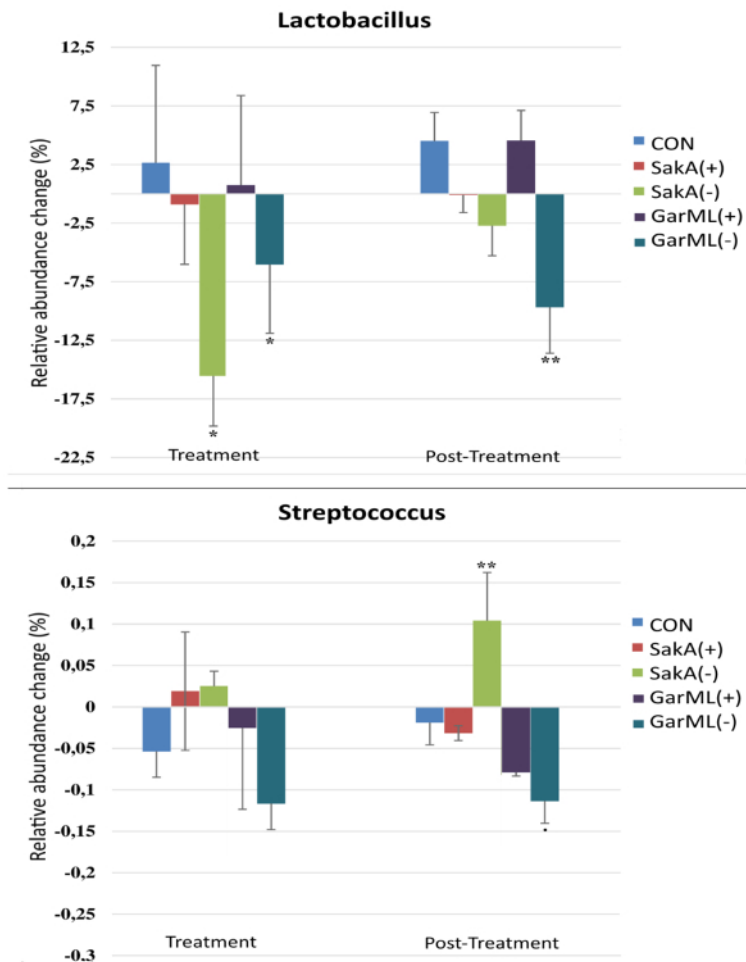 Lactobacillus
Relative abundance change (%)
12,5
7,5
2,5
-2,5
-7,5
-12,5
-17,5
-22,5
* * **
Treatment Post-Treatment
CON
SakA(+)
SakA(-)
GarML(+)
GarML(-)
Streptococcus
Relative abundance change (%)
0,2
0,15
0,1
0,05
0
-0,05
-0,1
-0,15
-0,2
-0,25
-0.3
**
.
Treatment Post-Treatment
CON
SakA(+)
SakA(-)
GarML(+)
GarML(-)